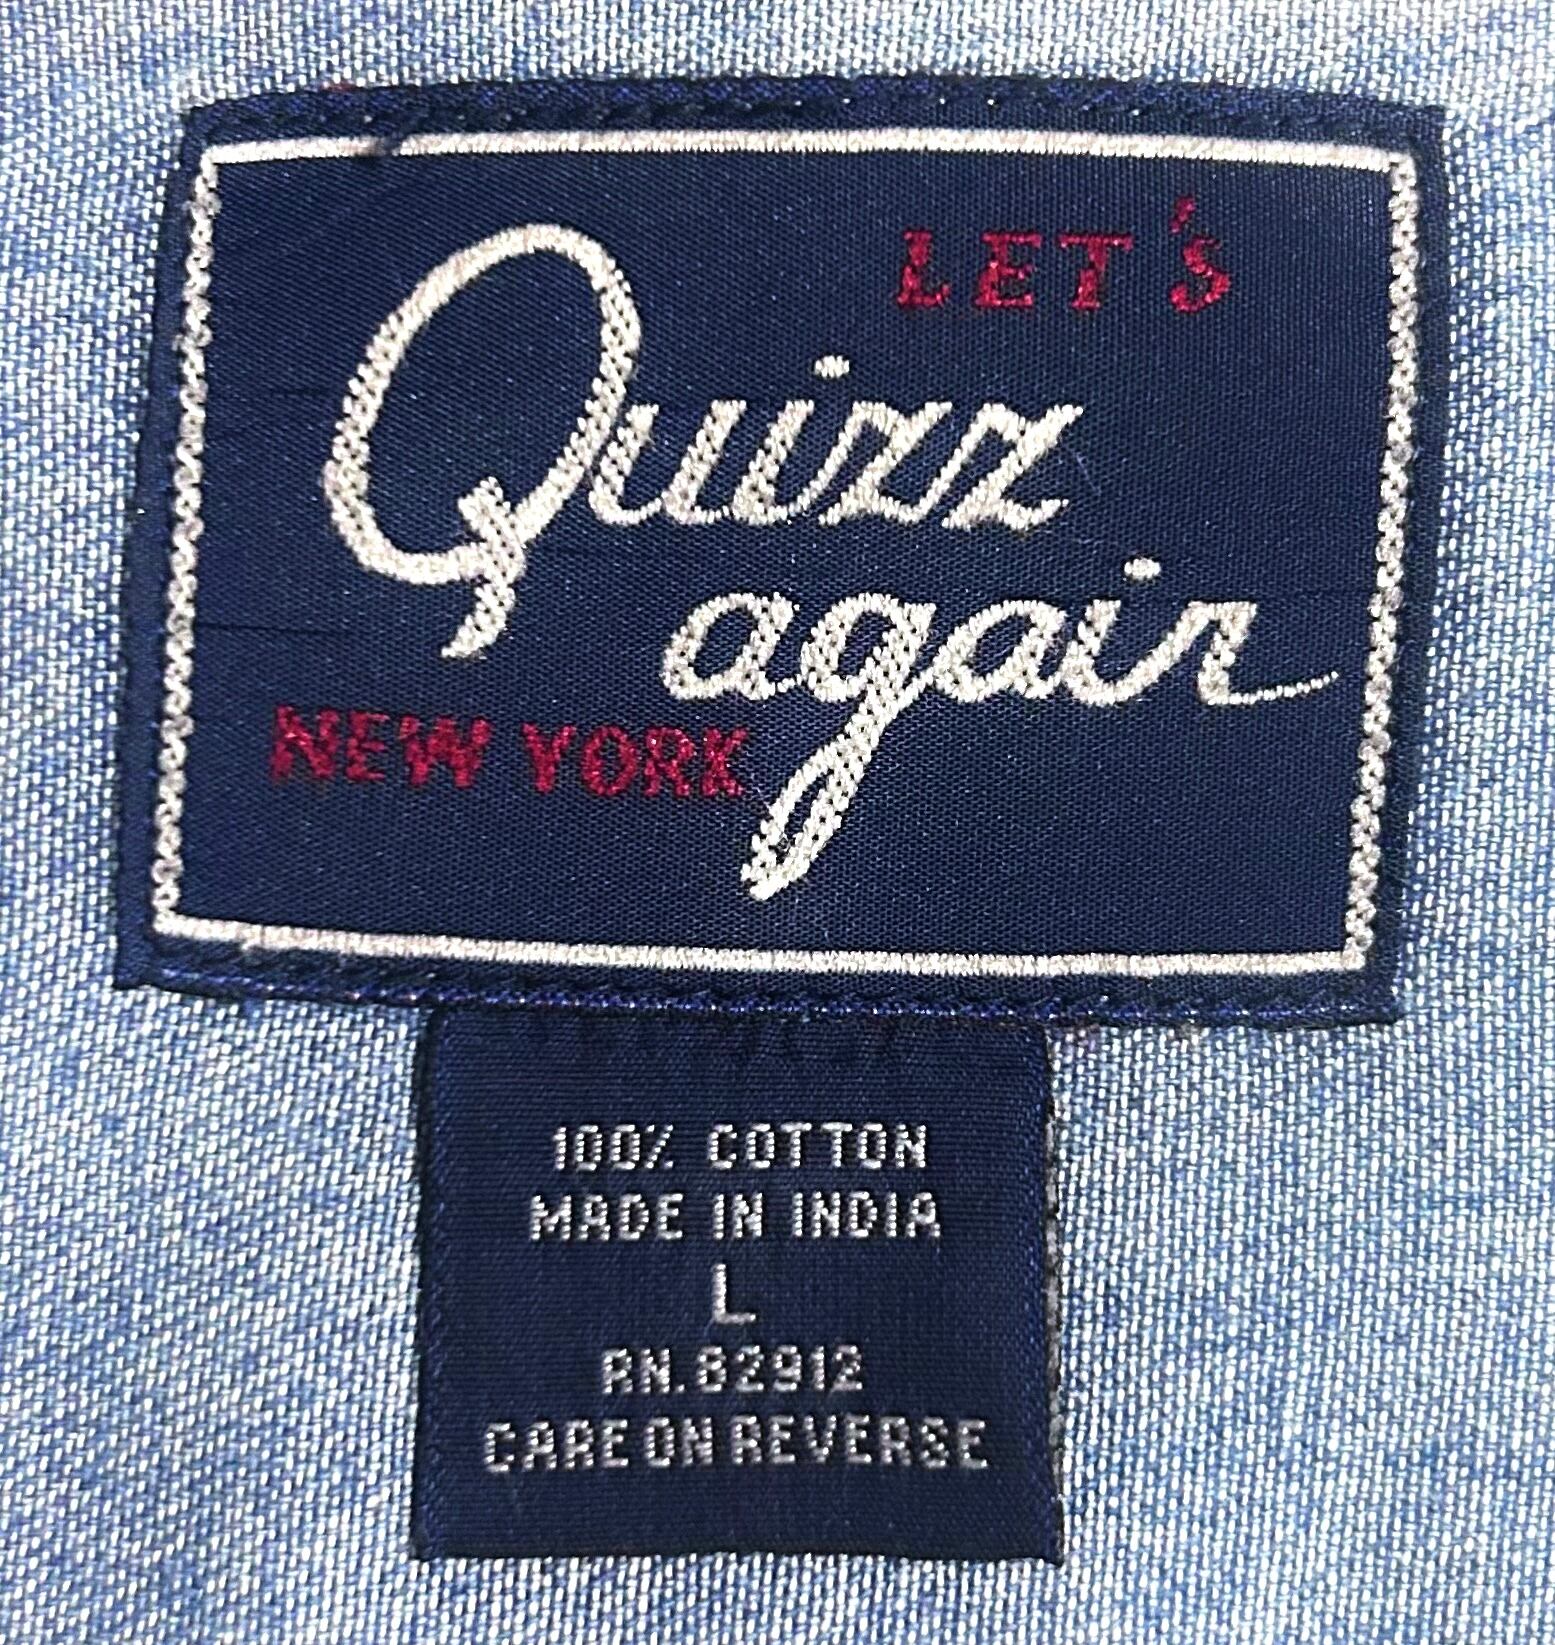 LET'S
Quizz
again
NEW YORK
100% COTTON
MADE IN INDIA
L
RN.82912
CARE ON REVERSE